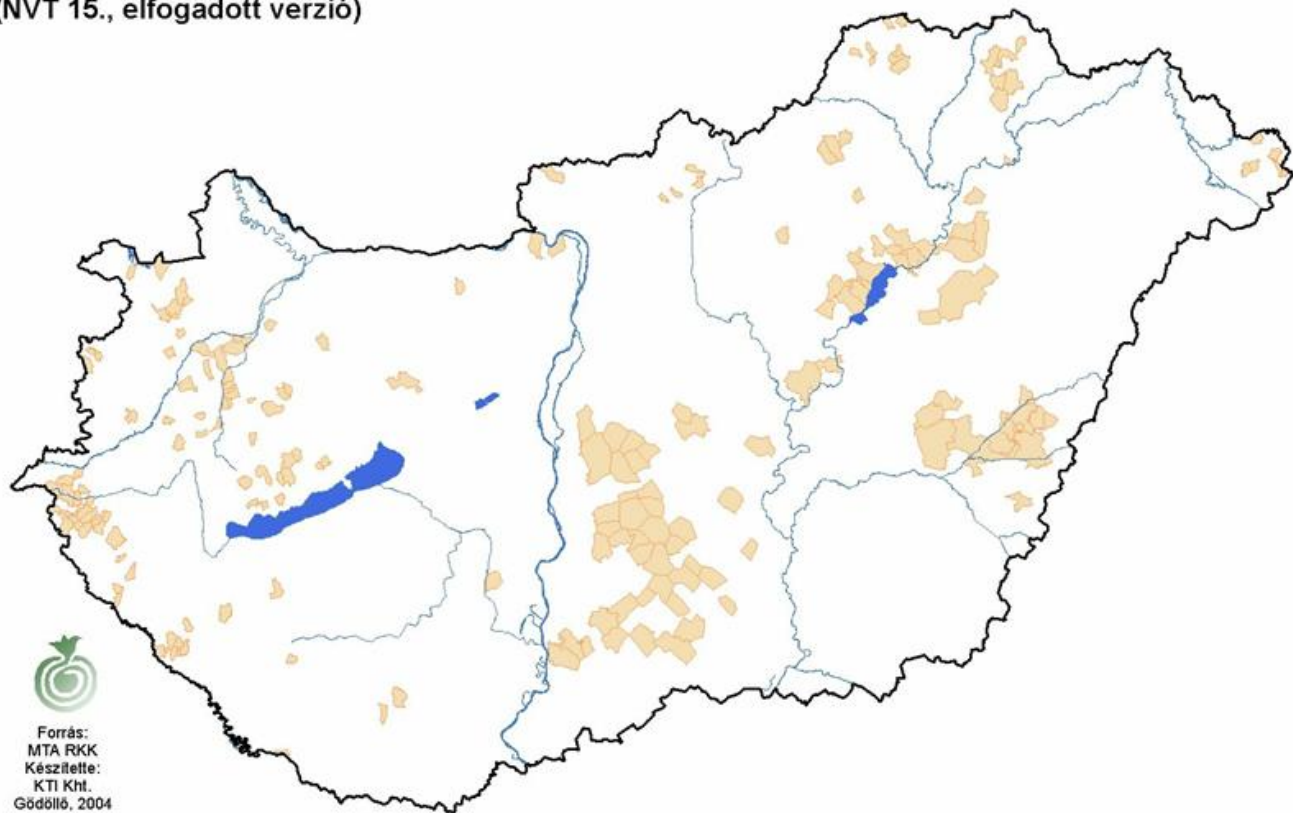 (NVT 15., elfogadott verzió)
Forrás:
MTA RKK
Készítette:
KTI Kht.
Gödöllő, 2004